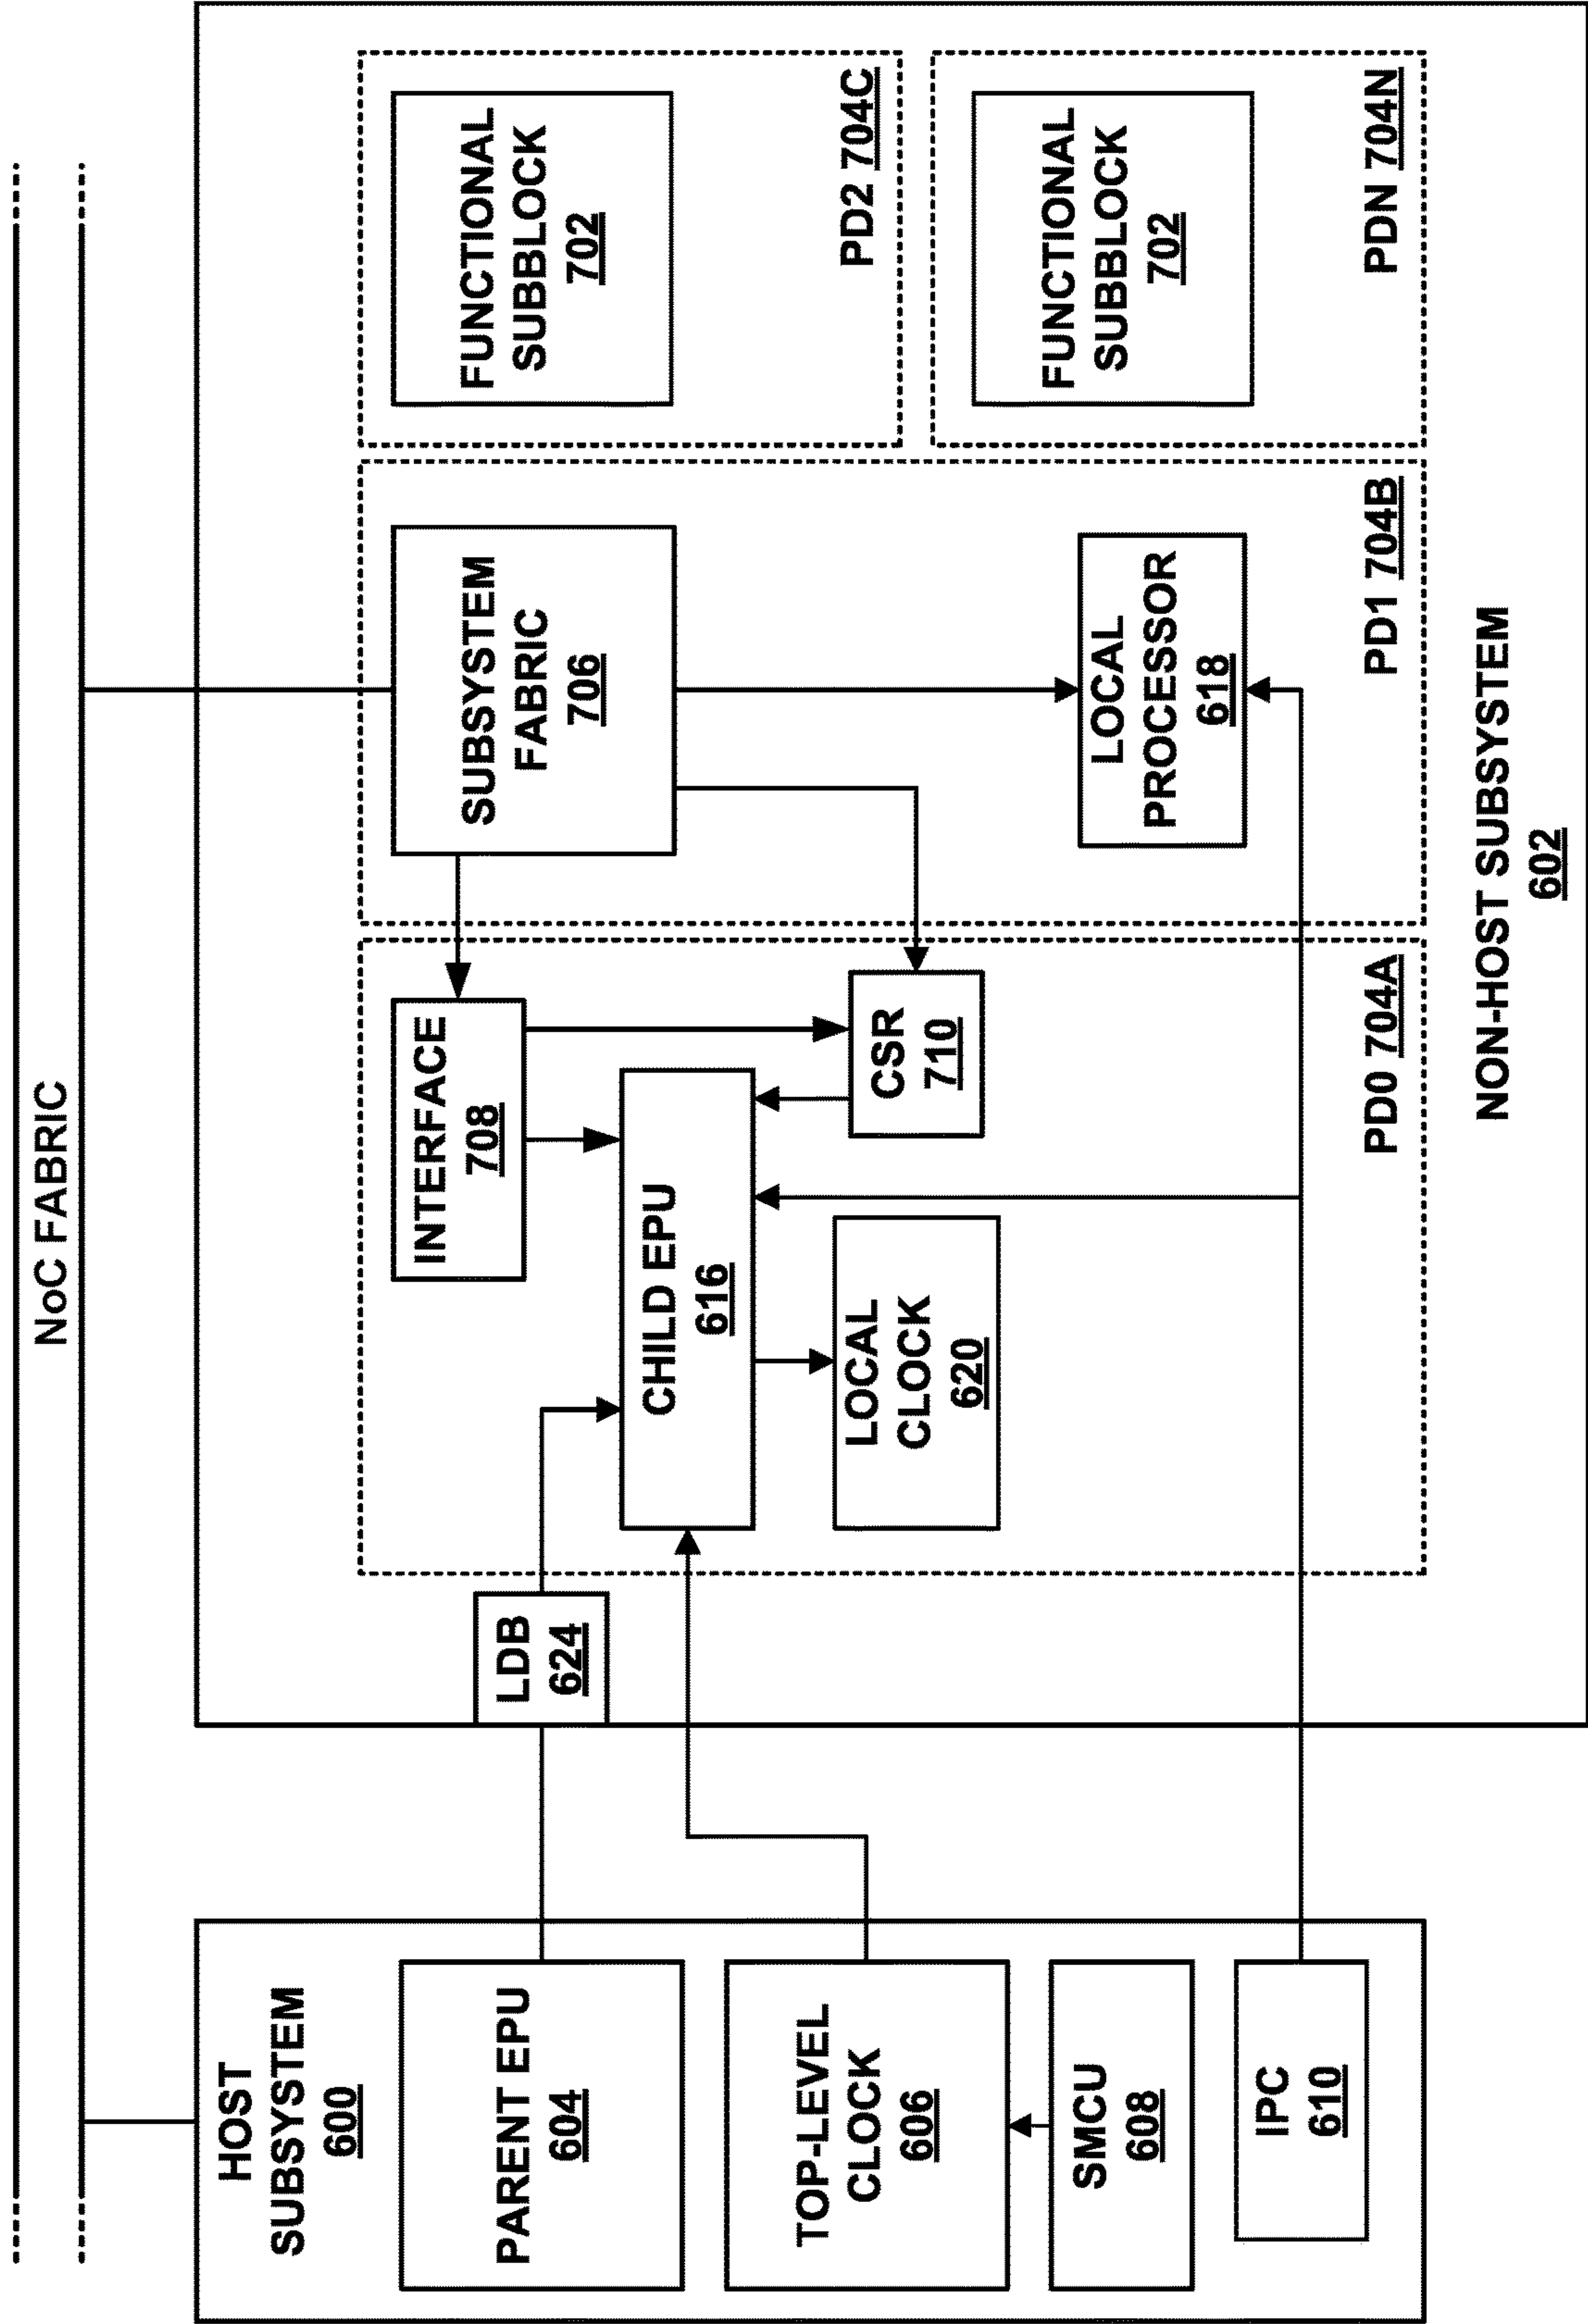 NoC FABRIC
HOST
SUBSYSTEM
600
PARENT EPU
604
TOP-LEVEL
CLOCK
606
SMCU
608
IPC
610
LDB
624
INTERFACE
708
CHILD EPU
616
LOCAL
CLOCK
620
CSR
710
PD0 704A
SUBSYSTEM
FABRIC
706
LOCAL
PROCESSOR
618
PD1 704B
FUNCTIONAL
SUBBLOCK
702
PD2 704C
FUNCTIONAL
SUBBLOCK
702
PDN 704N
NON-HOST SUBSYSTEM
602